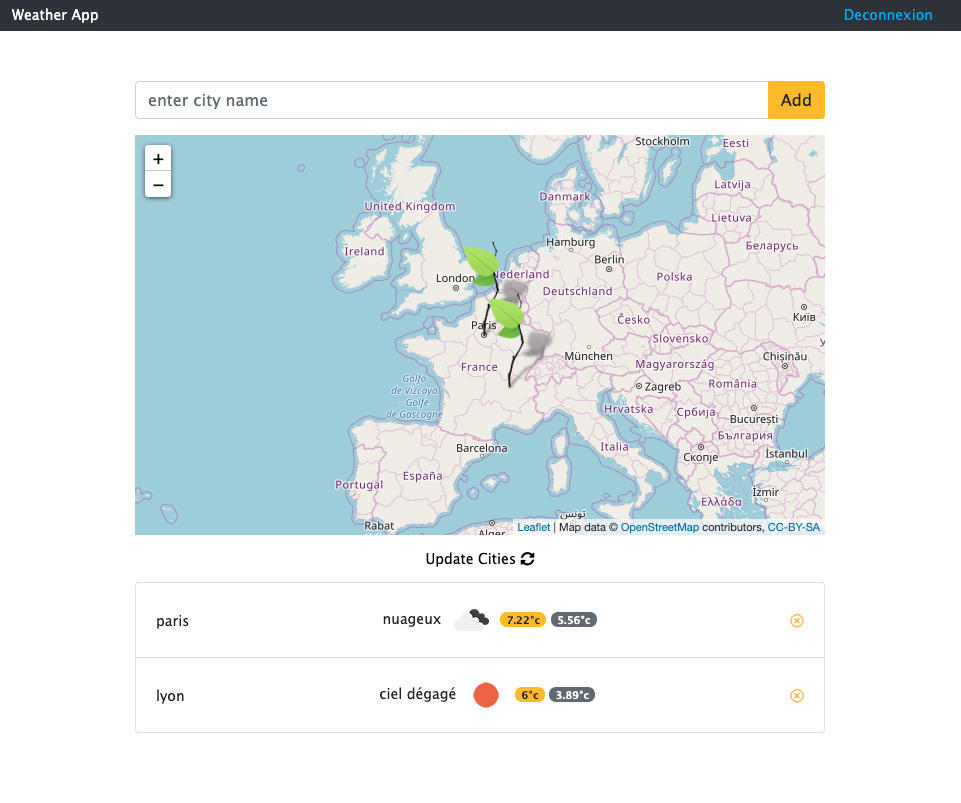 Weather App
Deconnexion
enter city name
Add
+
−
Stockholm
Eesti
Latvija
Danmark
United Kingdom
Lietuva
Hamburg
Беларусь
Ireland
Berlin
London
Nederland
Polska
Deutschland
Київ
Česko
Paris
Slovensko
München
Chișinău
France
Magyarország
Golfo
de Vizcaya
- Golfe
de Gascogne
Zagreb
România
Hrvatska
Србија
București
България
Barcelona
Italia
Скопје
İstanbul
España
Portugal
İzmir
Ελλάδα
تونس
Rabat
Alger
Leaflet | Map data © OpenStreetMap contributors, CC-BY-SA
Update Cities
paris
nuageux
7.22°c
5.56°c
lyon
ciel dégagé
6°c
3.89°c